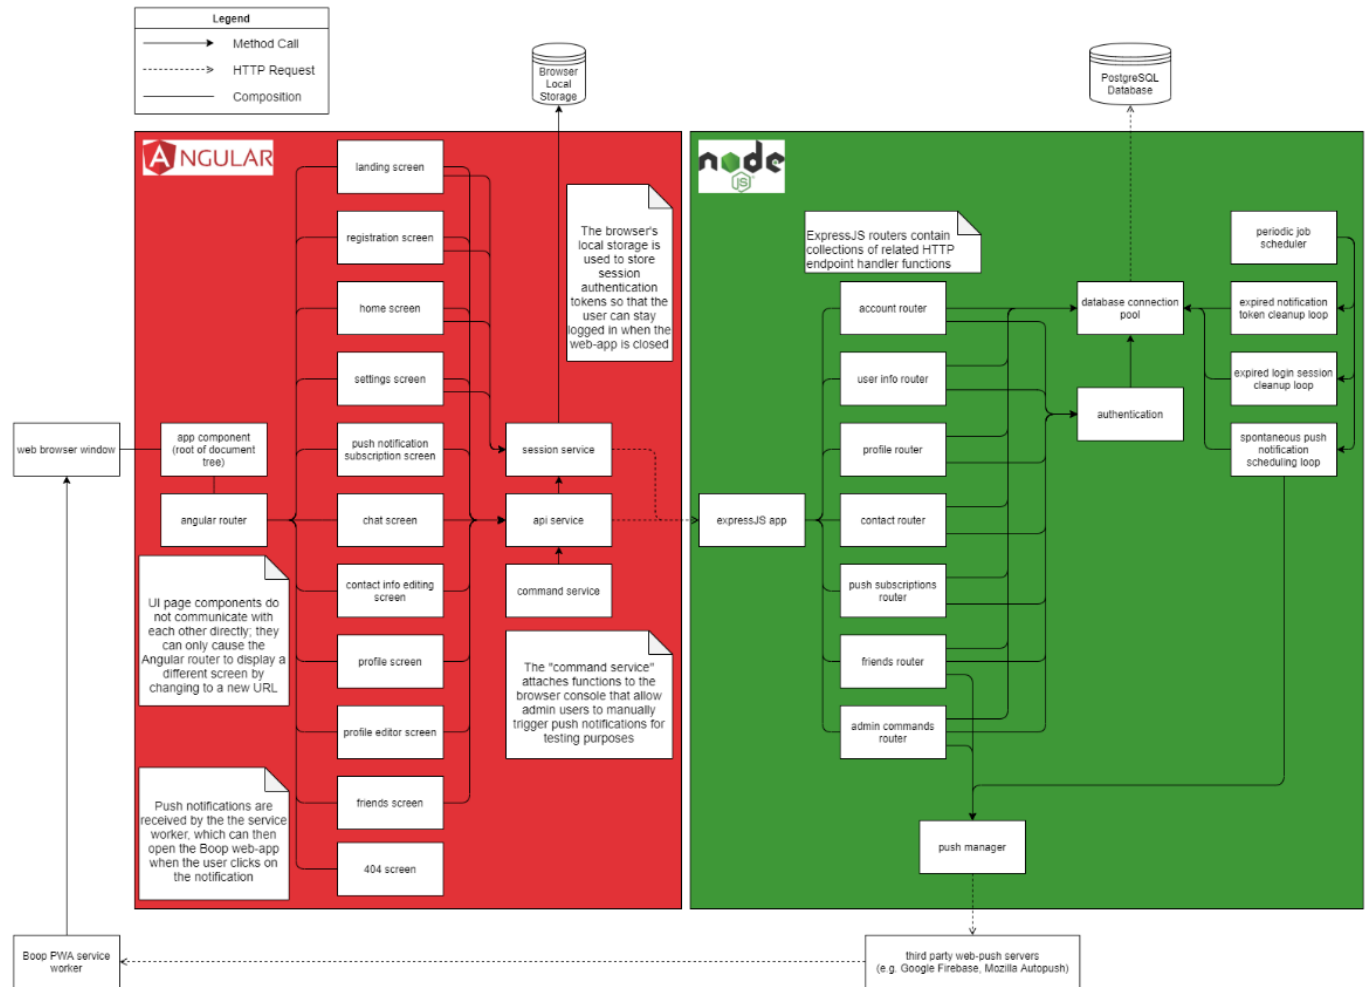 Legend
Method Call
HTTP Request
Composition
Browser
Local
Storage
PostgreSQL
Database
ANGULAR
landing screen
registration screen
home screen
settings screen
push notification
subscription screen
chat screen
contact info editing
screen
profile screen
profile editor screen
friends screen
404 screen
web browser window
app component
(root of document
tree)
angular router
UI page components do
not communicate with
each other directly; they
can only cause the
Angular router to display a
different screen by
changing to a new URL
Push notifications are
received by the the service
worker, which can then
open the Boop web-app
when the user clicks on
the notification
The browser's
local storage is
used to store
session
authentication
tokens so that the
user can stay
logged in when the
web-app is closed
session service
api service
command service
The "command service"
attaches functions to the
browser console that allow
admin users to manually
trigger push notifications for
testing purposes
node
JS
ExpressJS routers contain
collections of related HTTP
endpoint handler functions
expressJS app
account router
user info router
profile router
contact router
push subscriptions
router
friends router
admin commands
router
database connection
pool
authentication
periodic job
scheduler
expired notification
token cleanup loop
expired login session
cleanup loop
spontaneous push
notification
scheduling loop
push manager
Boop PWA service
worker
third party web-push servers
(e.g. Google Firebase, Mozilla Autopush)